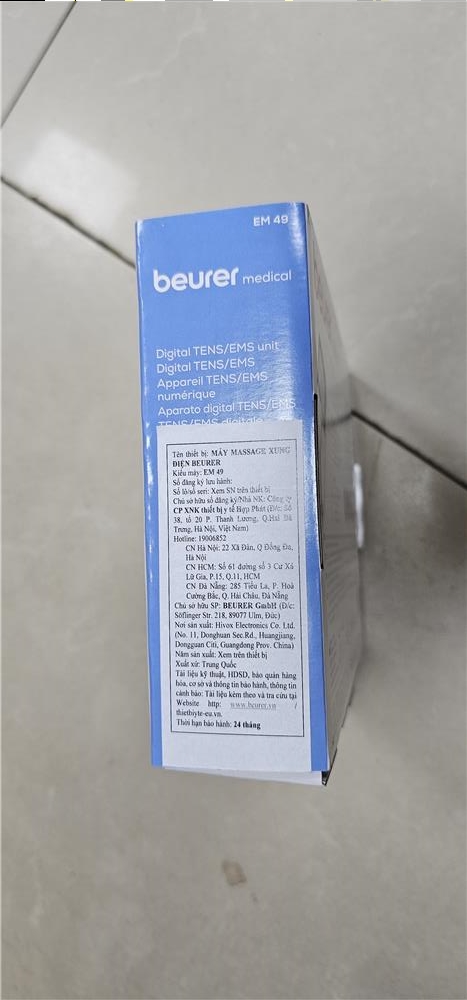 EM 49
beurer medical
Digital TENS/EMS unit
Digital TENS/EMS
Appareil TENS/EMS
numérique
Aparato digital TENS/EMS
TENS/EMS digitale
Tên thiết bị: MÁY MASSAGE XUNG
ĐIỆN BEURER
Kiểu máy: EM 49
Số đăng ký lưu hành:
Số lô/số seri: Xem SN trên thiết bị
Chủ sở hữu số đăng ký/Nhà NK: Công ty
CP XNK thiết bị y tế Hợp Phát (Đ/c: Số
38, tổ 20 P. Thanh Lương, Q.Hai Bà
Trưng, Hà Nội, Việt Nam)
Hotline: 19006852
CN Hà Nội: 22 Xã Đàn, Q Đống Đa,
Hà Nội
CN HCM: Số 61 đường số 3 Cư Xá
Lữ Gia, P.15, Q.11, HCM
CN Đà Nẵng: 285 Tiểu La, P. Hoà
Cường Bắc, Q. Hải Châu, Đà Nẵng
Chủ sở hữu SP: BEURER GmbH (Đ/c:
Söflinger Str. 218, 89077 Ulm, Đức)
Nơi sản xuất: Hivox Electronics Co. Ltd.
(No. 11, Donghuan Sec.Rd., Huangjiang,
Dongguan Citi, Guangdong Prov. China)
Năm sản xuất: Xem trên thiết bị
Xuất xứ: Trung Quốc
Tài liệu kỹ thuật, HDSD, bảo quản hàng
hóa, cơ sở và thông tin bảo hành, thông tin
cảnh báo: Tài liệu kèm theo và tra cứu tại
Website http: www.beurer.vn /
thietbiyte-eu.vn.
Thời hạn bảo hành: 24 tháng